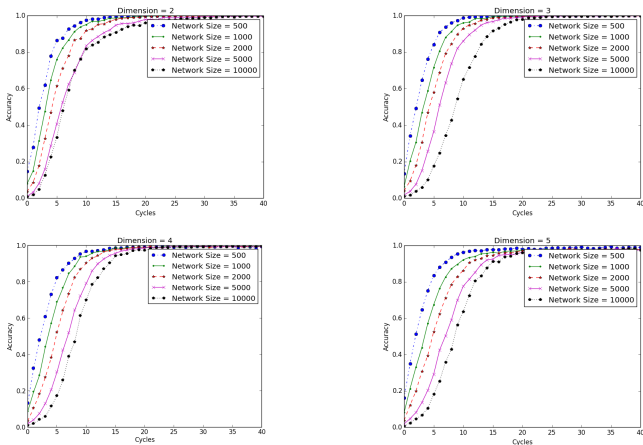 Dimension = 2
1.0
0.8
0.6
0.4
0.2
0.0
Accuracy
0 5 10 15 20 25 30 35 40
Cycles
Network Size = 500
Network Size = 1000
Network Size = 2000
Network Size = 5000
Network Size = 10000
Dimension = 3
1.0
0.8
0.6
0.4
0.2
0.0
Accuracy
0 5 10 15 20 25 30 35 40
Cycles
Network Size = 500
Network Size = 1000
Network Size = 2000
Network Size = 5000
Network Size = 10000
Dimension = 4
1.0
0.8
0.6
0.4
0.2
0.0
Accuracy
0 5 10 15 20 25 30 35 40
Cycles
Network Size = 500
Network Size = 1000
Network Size = 2000
Network Size = 5000
Network Size = 10000
Dimension = 5
1.0
0.8
0.6
0.4
0.2
0.0
Accuracy
0 5 10 15 20 25 30 35 40
Cycles
Network Size = 500
Network Size = 1000
Network Size = 2000
Network Size = 5000
Network Size = 10000